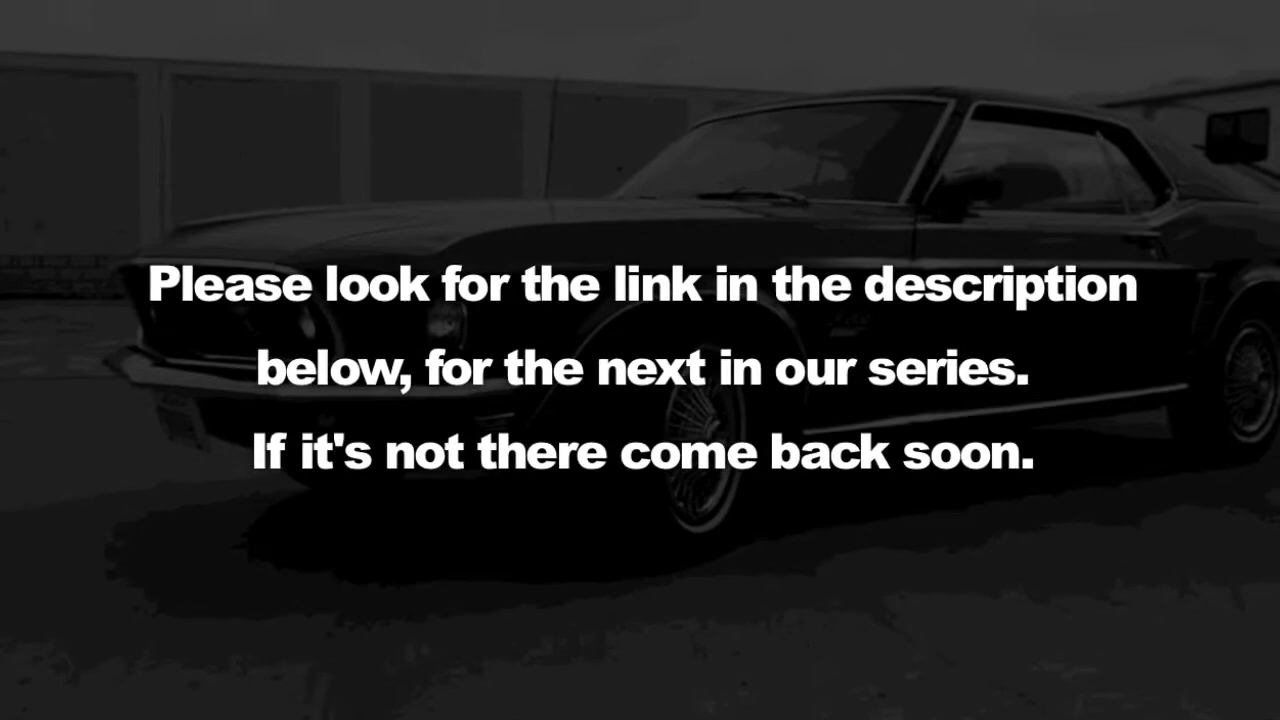 Please look for the link in the description
below, for the next in our series.
If it's not there come back soon.